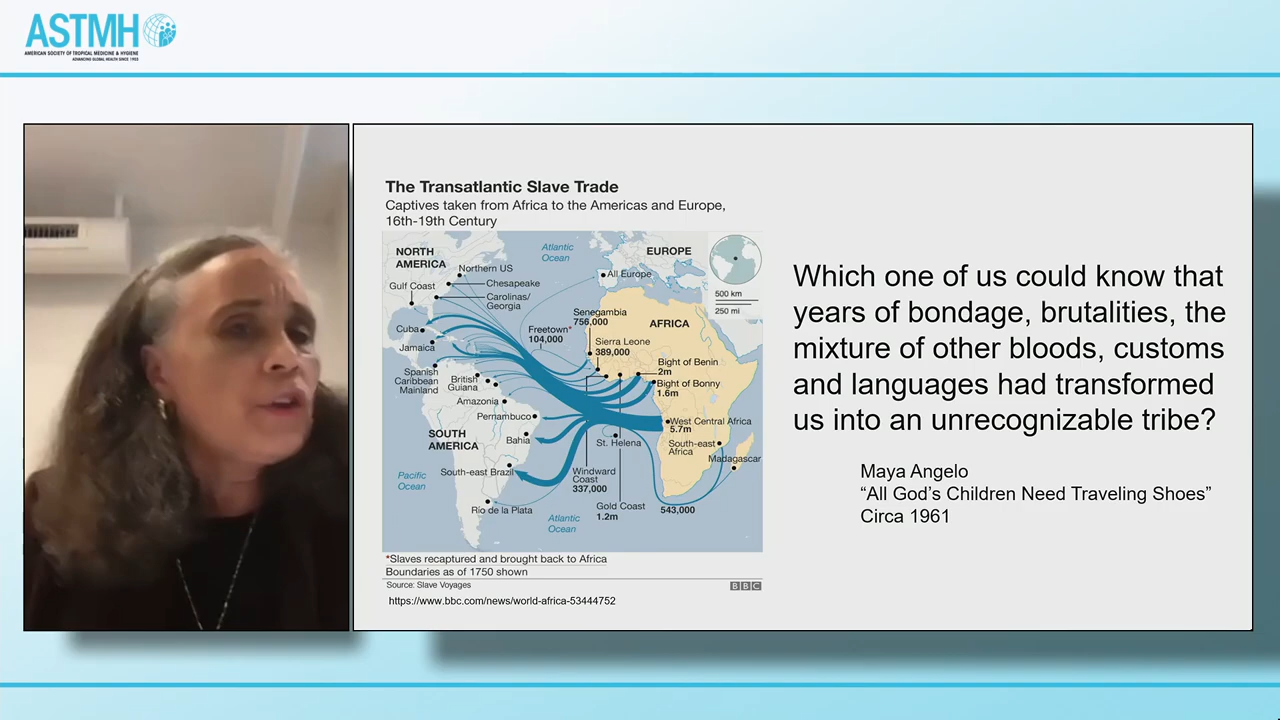 ASTMH
AMERICAN SOCIETY OF TROPICAL MEDICINE & HYGIENE
ADVANCING GLOBAL HEALTH SINCE 1903
The Transatlantic Slave Trade
Captives taken from Africa to the Americas and Europe,
16th-19th Century
NORTH
AMERICA
Atlantic
Ocean
EUROPE
Northern US
All Europe
Gulf Coast
Chesapeake
Carolinas/
Georgia
500 km
250 mi
Senegambia
756,000
AFRICA
Cuba
Freetown*
104,000
Jamaica
Sierra Leone
389,000
Bight of Benin
2m
Spanish
Caribbean
Mainland
British
Guiana
Bight of Bonny
1.6m
Amazonia
Pernambuco
West Central Africa
5.7m
SOUTH
AMERICA
Bahia
St. Helena
South-east
Africa
Madagascar
Pacific
Ocean
South-east Brazil
Windward
Coast
337,000
Rio de la Plata
Atlantic
Ocean
Gold Coast
1.2m
543,000
*Slaves recaptured and brought back to Africa
Boundaries as of 1750 shown
Source: Slave Voyages
BBC
https://www.bbc.com/news/world-africa-53444752
Which one of us could know that
years of bondage, brutalities, the
mixture of other bloods, customs
and languages had transformed
us into an unrecognizable tribe?
Maya Angelo
“All God’s Children Need Traveling Shoes”
Circa 1961